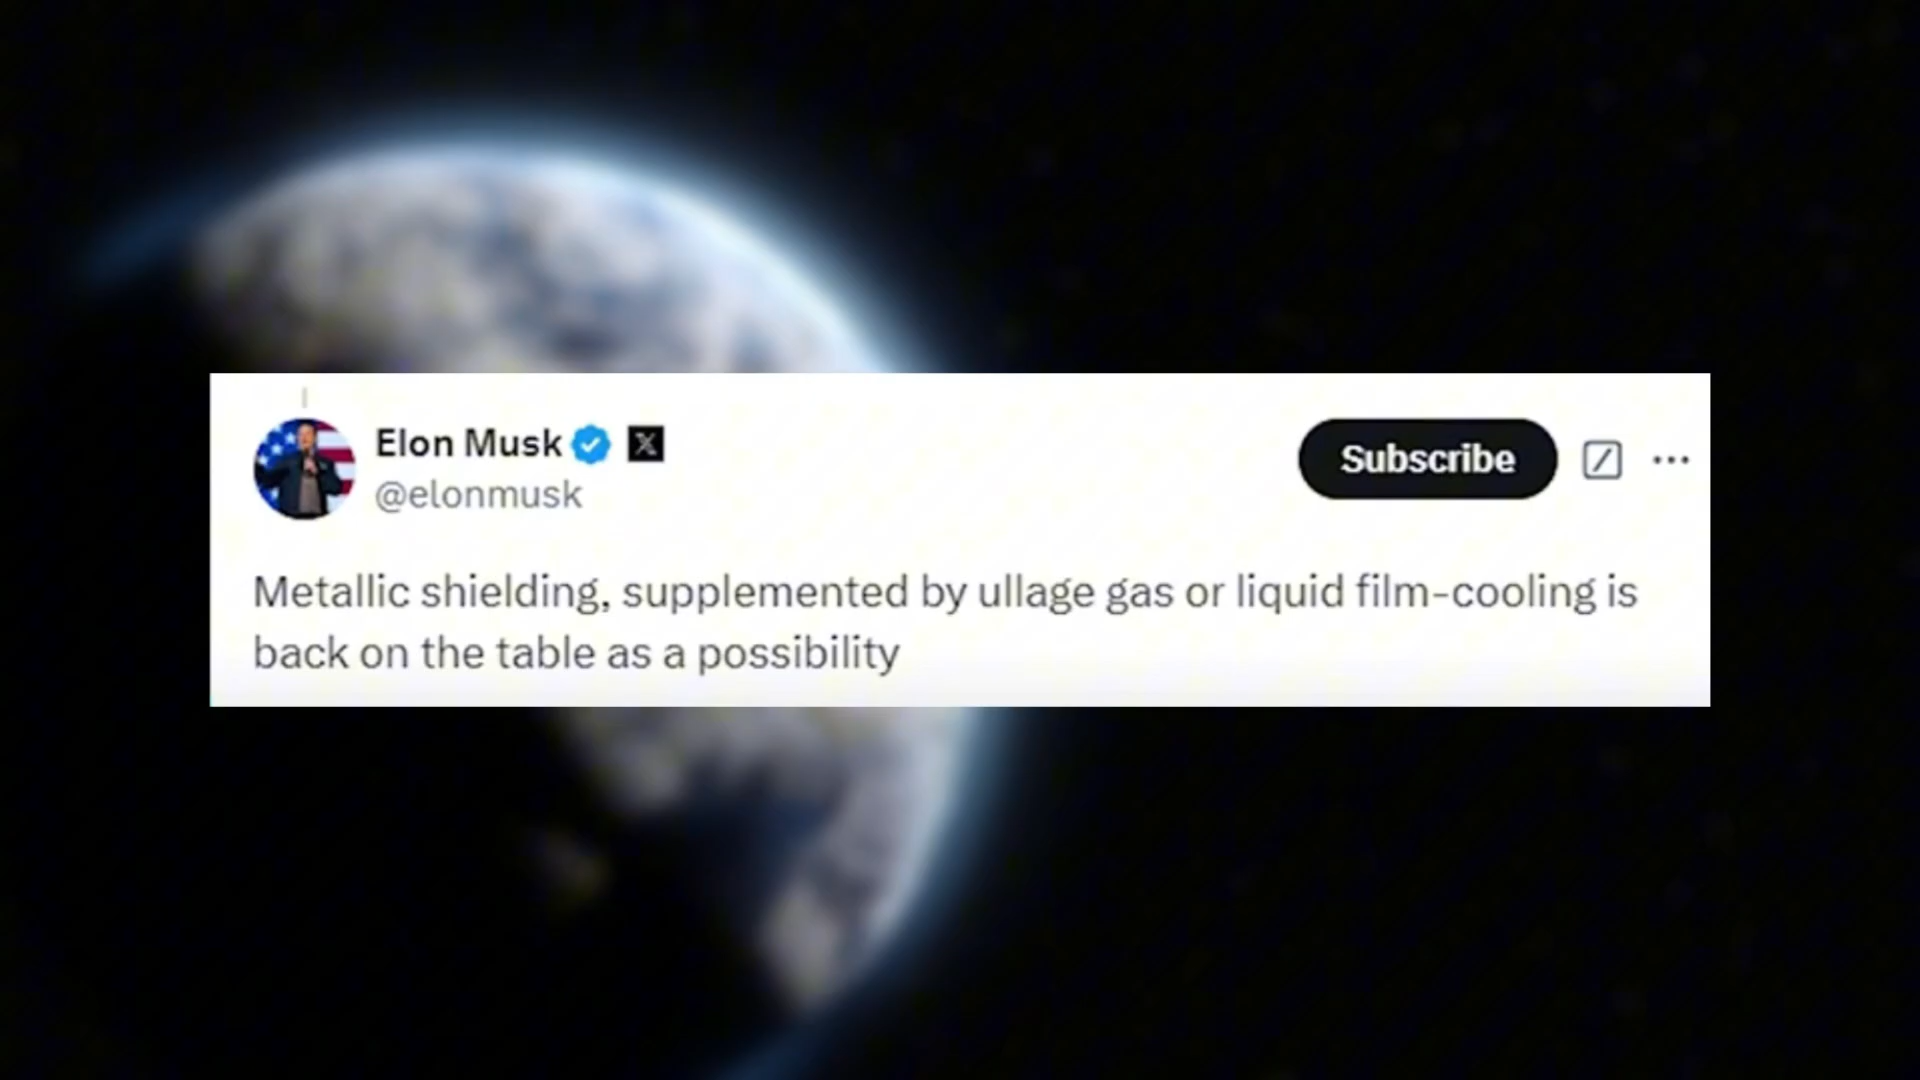 Elon Musk
@elonmusk
Subscribe
Metallic shielding, supplemented by ullage gas or liquid film-cooling is
back on the table as a possibility